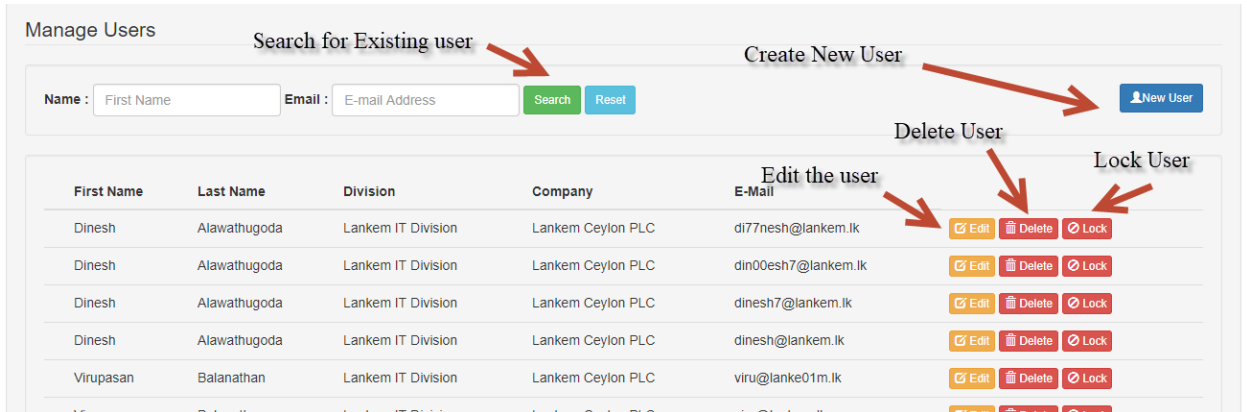 Manage Users
Search for Existing user
Create New User
Name : First Name Email : E-mail Address Search Reset New User
Delete User
Lock User
Edit the user
First Name Last Name Division Company E-Mail
Dinesh Alawathugoda Lankem IT Division Lankem Ceylon PLC di77nesh@lankem.lk Edit Delete Lock
Dinesh Alawathugoda Lankem IT Division Lankem Ceylon PLC din00esh7@lankem.lk Edit Delete Lock
Dinesh Alawathugoda Lankem IT Division Lankem Ceylon PLC dinesh7@lankem.lk Edit Delete Lock
Dinesh Alawathugoda Lankem IT Division Lankem Ceylon PLC dinesh@lankem.lk Edit Delete Lock
Virupasan Balanathan Lankem IT Division Lankem Ceylon PLC viru@lanke01m.lk Edit Delete Lock